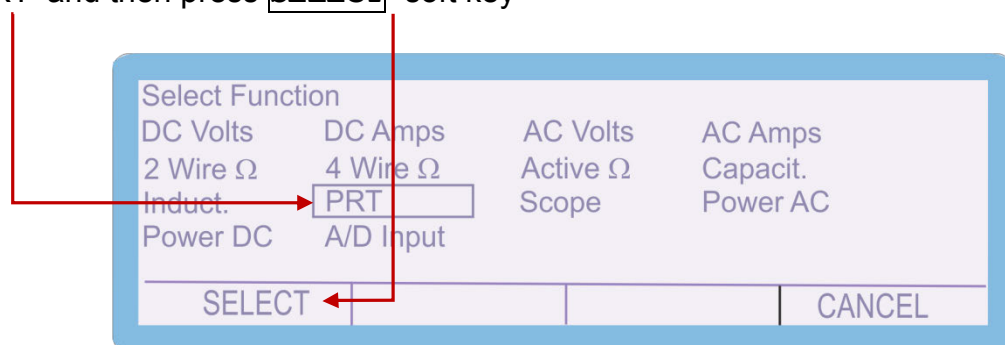 and then press SELECT soft key
Select Function
DC Volts DC Amps AC Volts AC Amps
2 Wire Ω 4 Wire Ω Active Ω Capacit.
Induct. PRT Scope Power AC
Power DC A/D Input
SELECT CANCEL